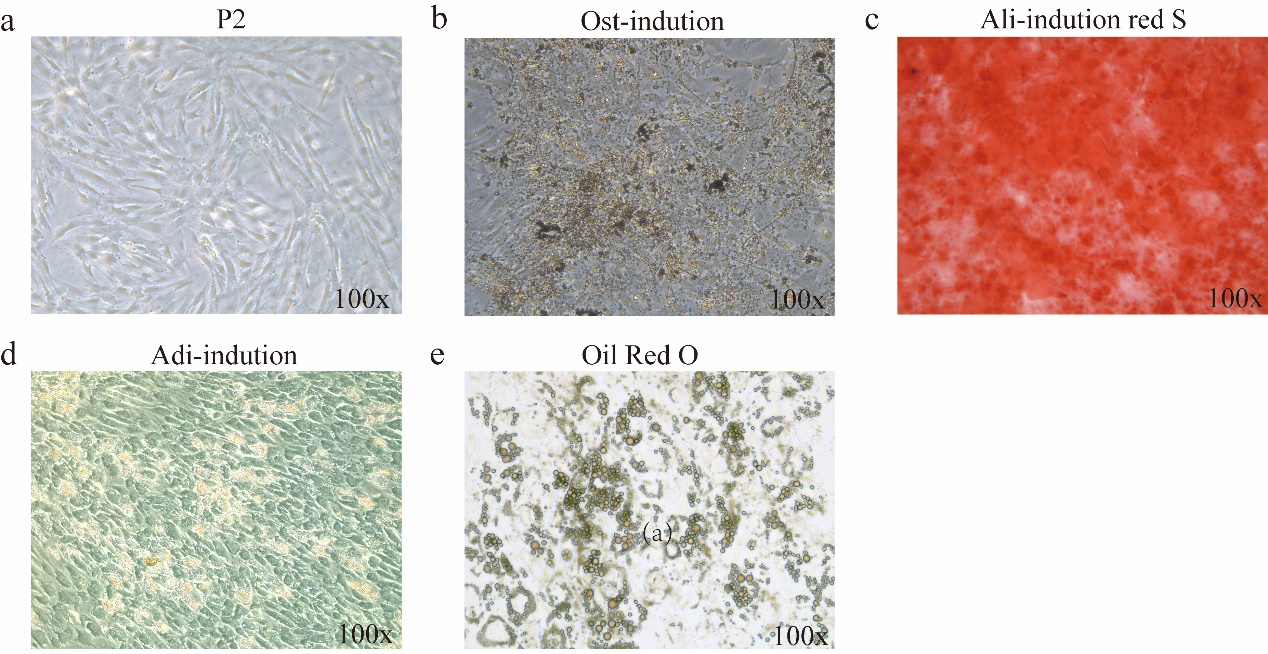 a P2
b Ost-indution
c Ali-indution red S
100x
100x
100x
d Adi-indution
e Oil Red O
(a)
100x
100x